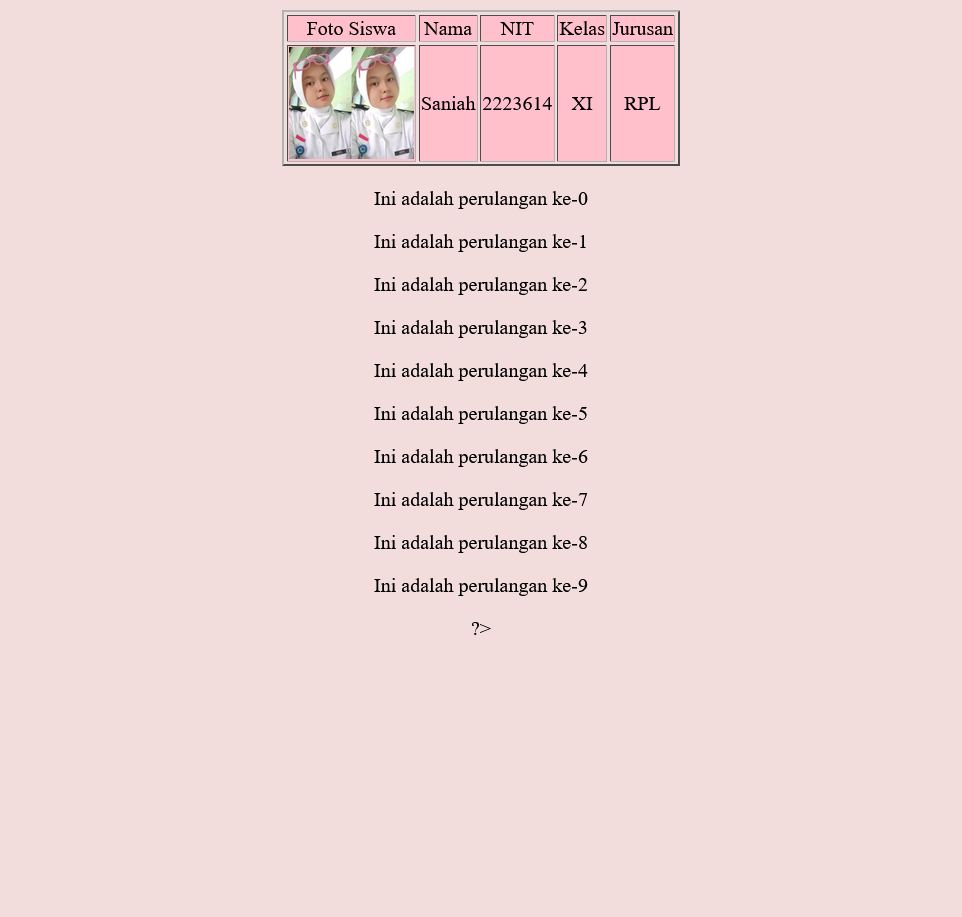 Foto Siswa Nama NIT Kelas Jurusan
Saniah 2223614 XI RPL
Ini adalah perulangan ke-0
Ini adalah perulangan ke-1
Ini adalah perulangan ke-2
Ini adalah perulangan ke-3
Ini adalah perulangan ke-4
Ini adalah perulangan ke-5
Ini adalah perulangan ke-6
Ini adalah perulangan ke-7
Ini adalah perulangan ke-8
Ini adalah perulangan ke-9
?>